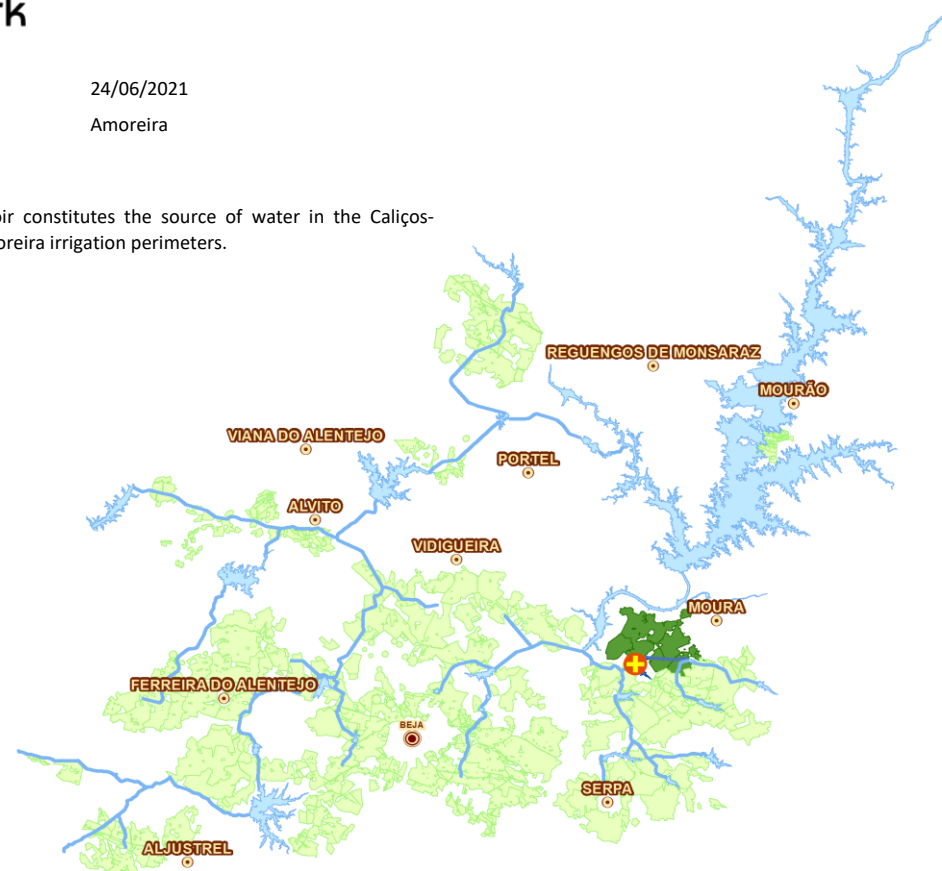 rk
24/06/2021
Amoreira
oir constitutes the source of water in the Caliços-
oreira irrigation perimeters.
REGUENGOS DE MONSARAZ
MOURÃO
VIANA DO ALENTEJO
PORTEL
ALVITO
VIDIGUEIRA
MOURA
FERREIRA DO ALENTEJO
BEJA
SERPA
ALJUSTREL